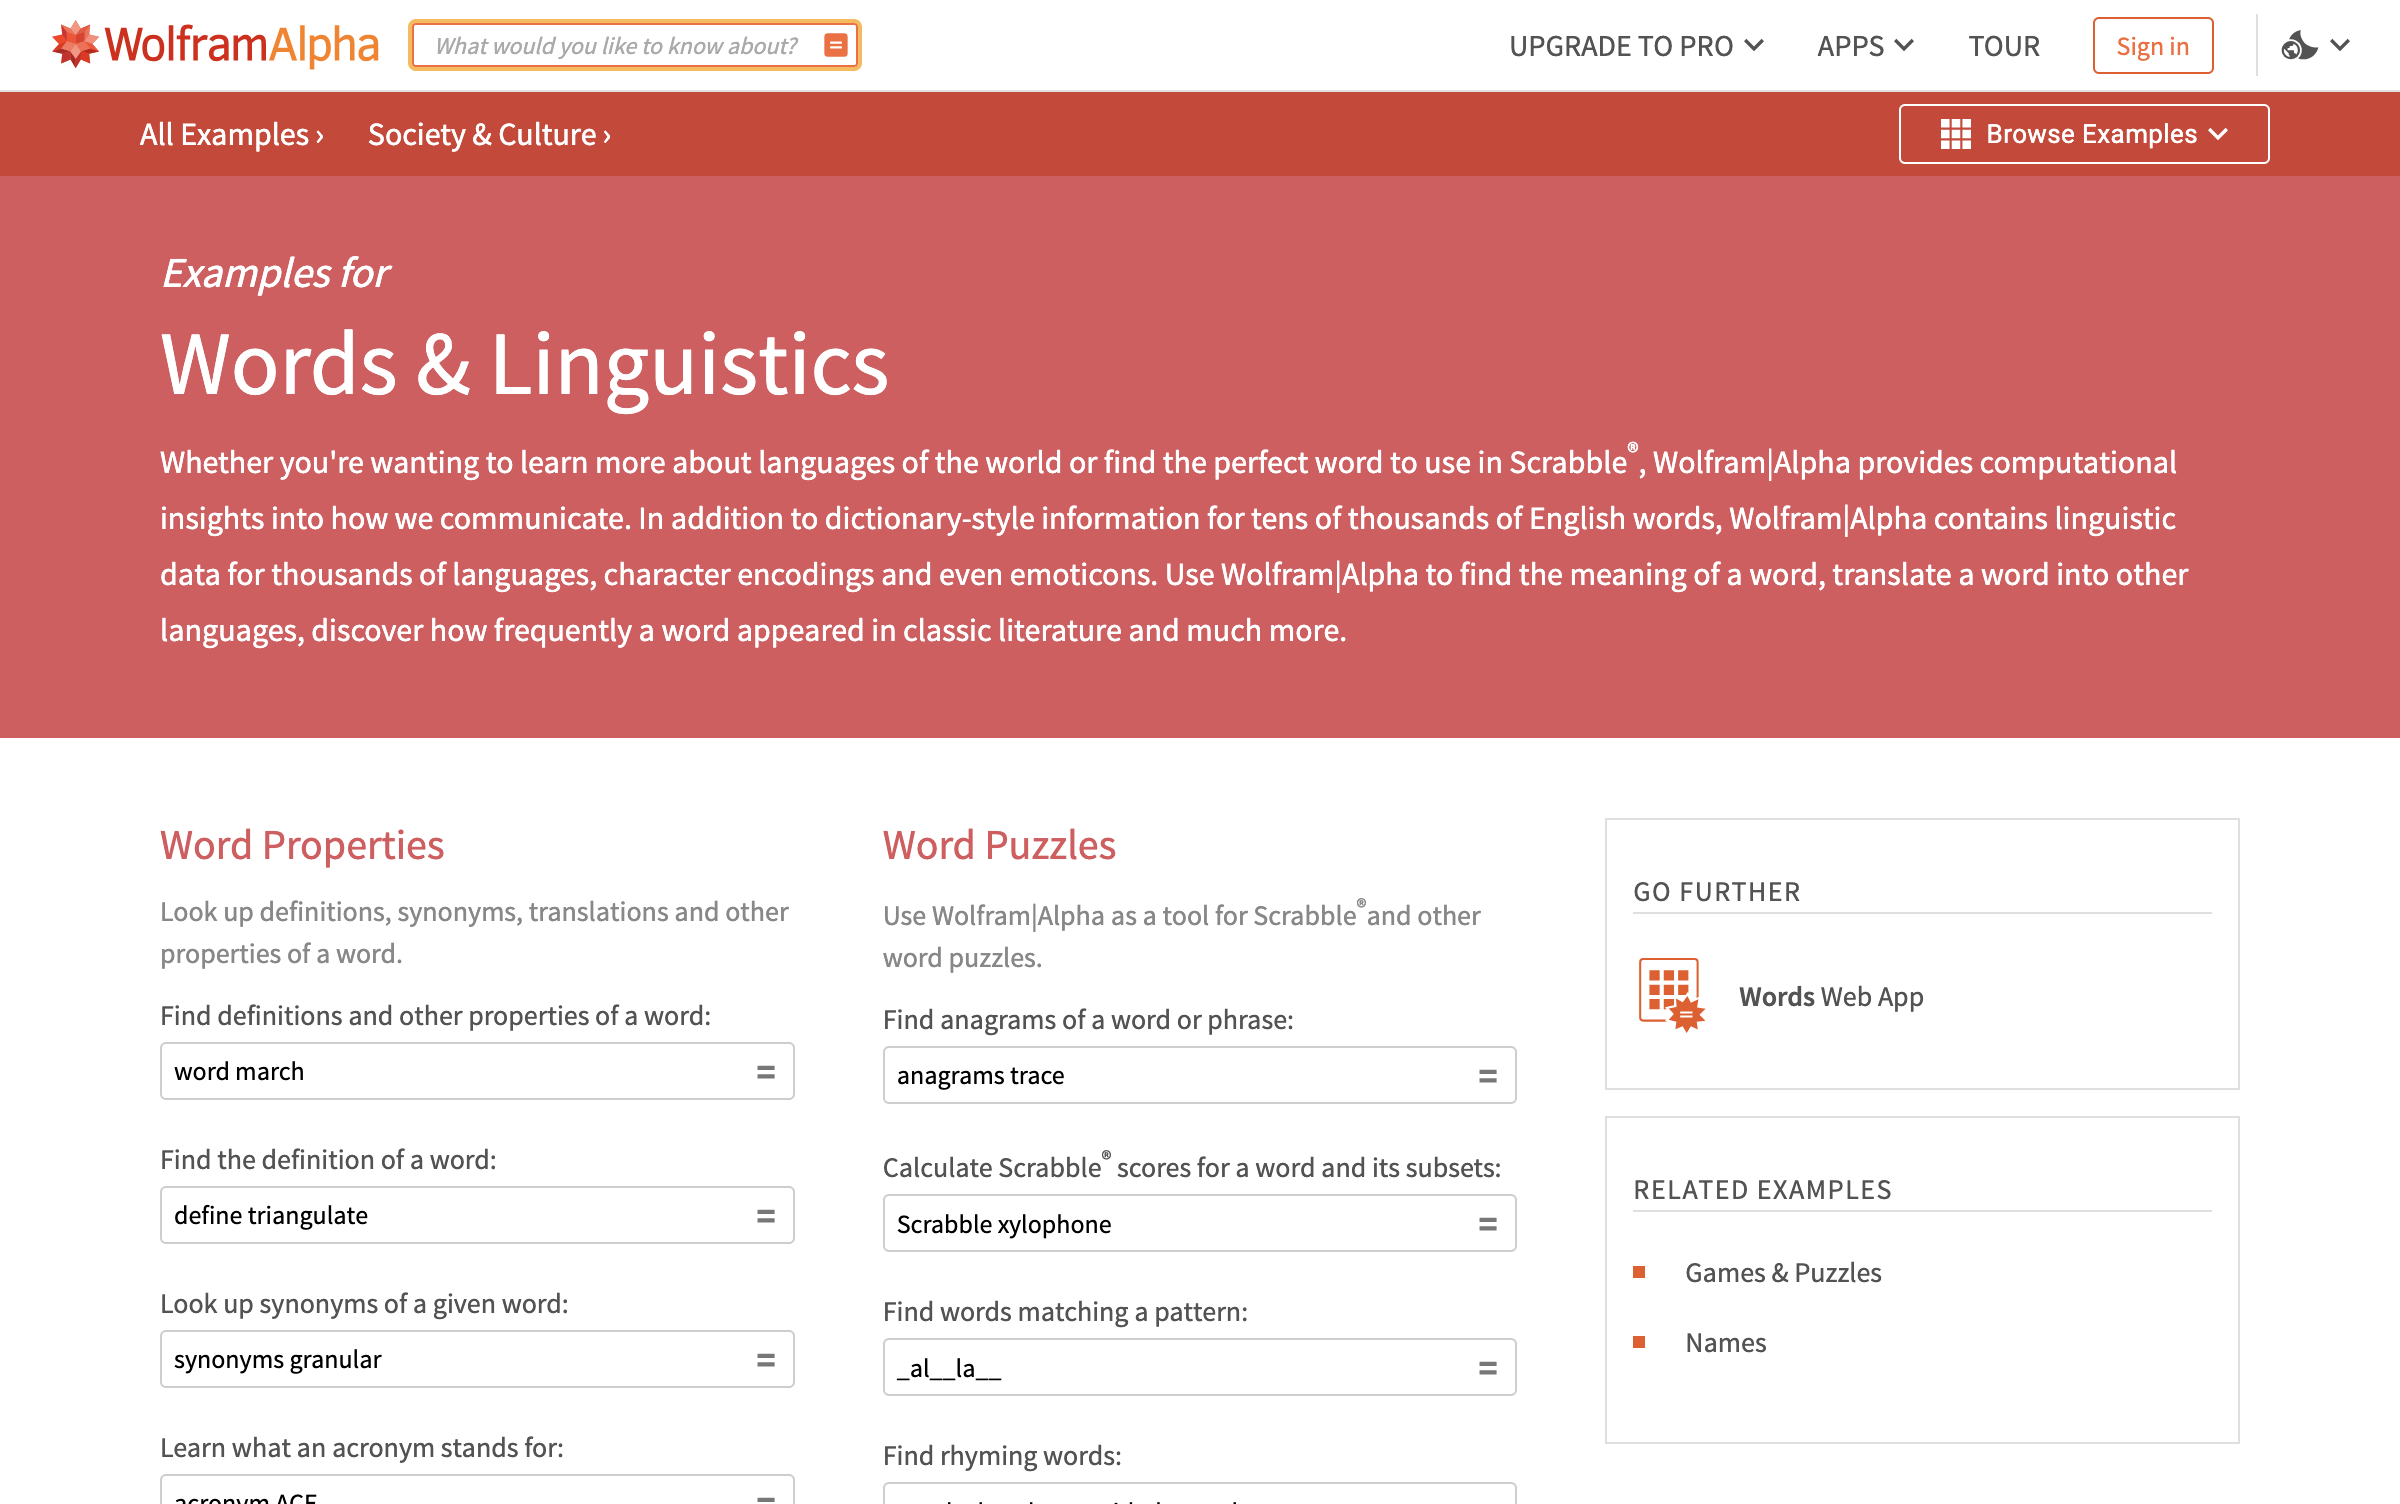 WolframAlpha
What would you like to know about?
UPGRADE TO PRO
APPS
TOUR
Sign in
All Examples ›
Society & Culture ›
Browse Examples
Examples for
Words & Linguistics
Whether you're wanting to learn more about languages of the world or find the perfect word to use in Scrabble®, Wolfram|Alpha provides computational
insights into how we communicate. In addition to dictionary-style information for tens of thousands of English words, Wolfram|Alpha contains linguistic
data for thousands of languages, character encodings and even emoticons. Use Wolfram|Alpha to find the meaning of a word, translate a word into other
languages, discover how frequently a word appeared in classic literature and much more.
Word Properties
Look up definitions, synonyms, translations and other
properties of a word.
Find definitions and other properties of a word:
word march
Find the definition of a word:
define triangulate
Look up synonyms of a given word:
synonyms granular
Learn what an acronym stands for:
acronym ACE
Word Puzzles
Use Wolfram|Alpha as a tool for Scrabble® and other
word puzzles.
Find anagrams of a word or phrase:
anagrams trace
Calculate Scrabble® scores for a word and its subsets:
Scrabble xylophone
Find words matching a pattern:
_al__la__
Find rhyming words:
GO FURTHER
Words Web App
RELATED EXAMPLES
Games & Puzzles
Names